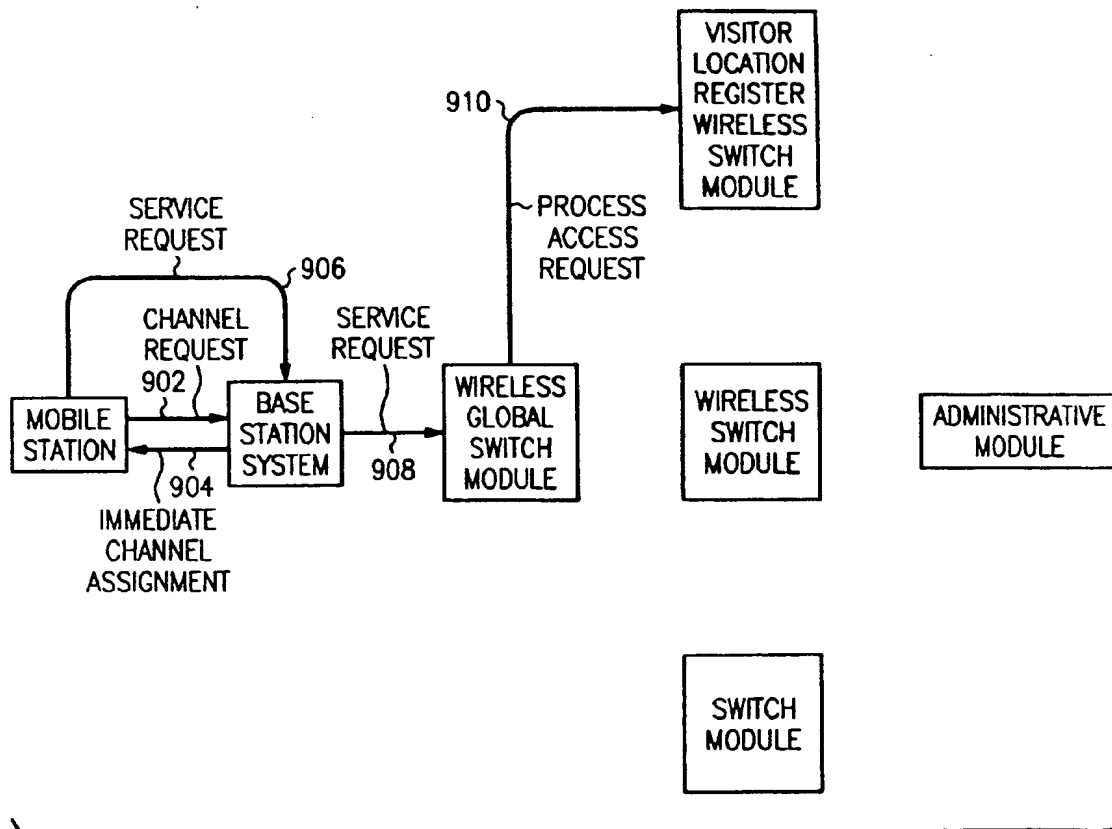 VISITOR
LOCATION
REGISTER
WIRELESS
SWITCH
MODULE
910
PROCESS
ACCESS
REQUEST
SERVICE
REQUEST
906
CHANNEL
REQUEST
902
SERVICE
REQUEST
MOBILE
STATION
BASE
STATION
SYSTEM
WIRELESS
GLOBAL
SWITCH
MODULE
WIRELESS
SWITCH
MODULE
ADMINISTRATIVE
MODULE
904
908
IMMEDIATE
CHANNEL
ASSIGNMENT
SWITCH
MODULE